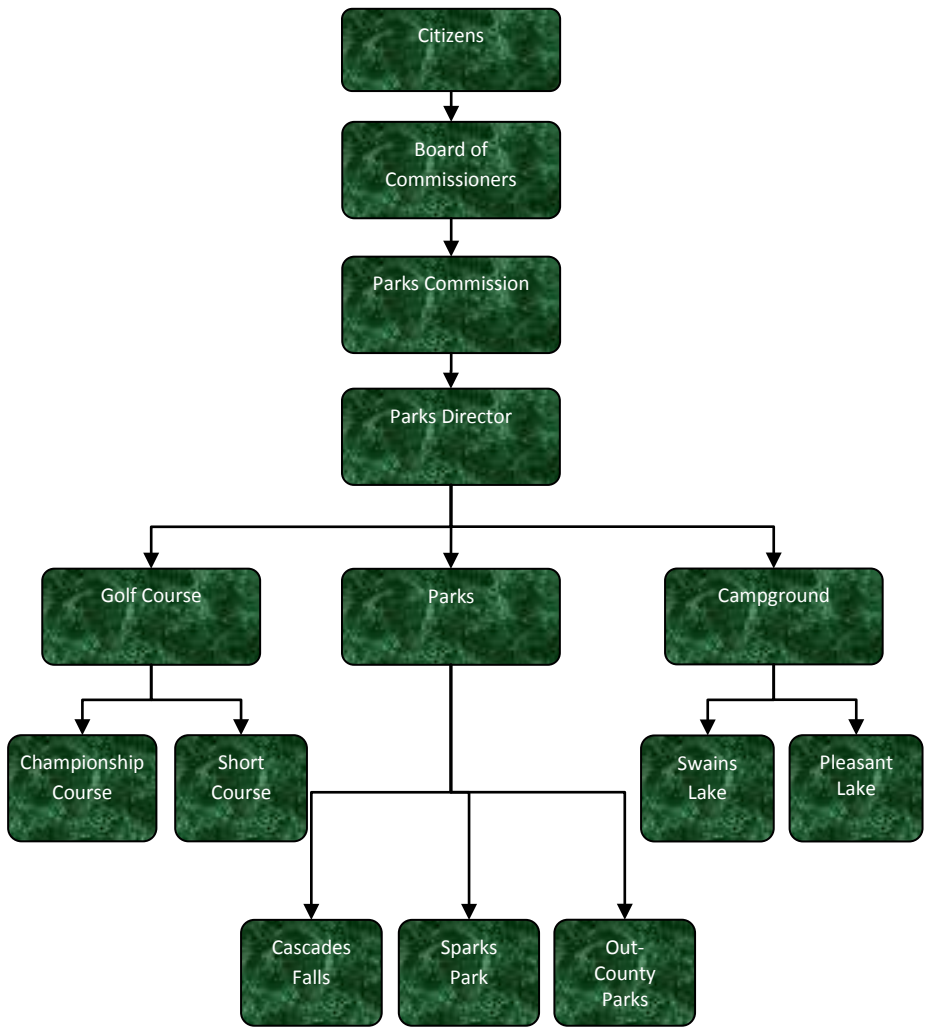 Citizens
Board of
Commissioners
Parks Commission
Parks Director
Golf Course
Parks
Campground
Championship
Course
Short
Course
Swains
Lake
Pleasant
Lake
Cascades
Falls
Sparks
Park
Out-
County
Parks